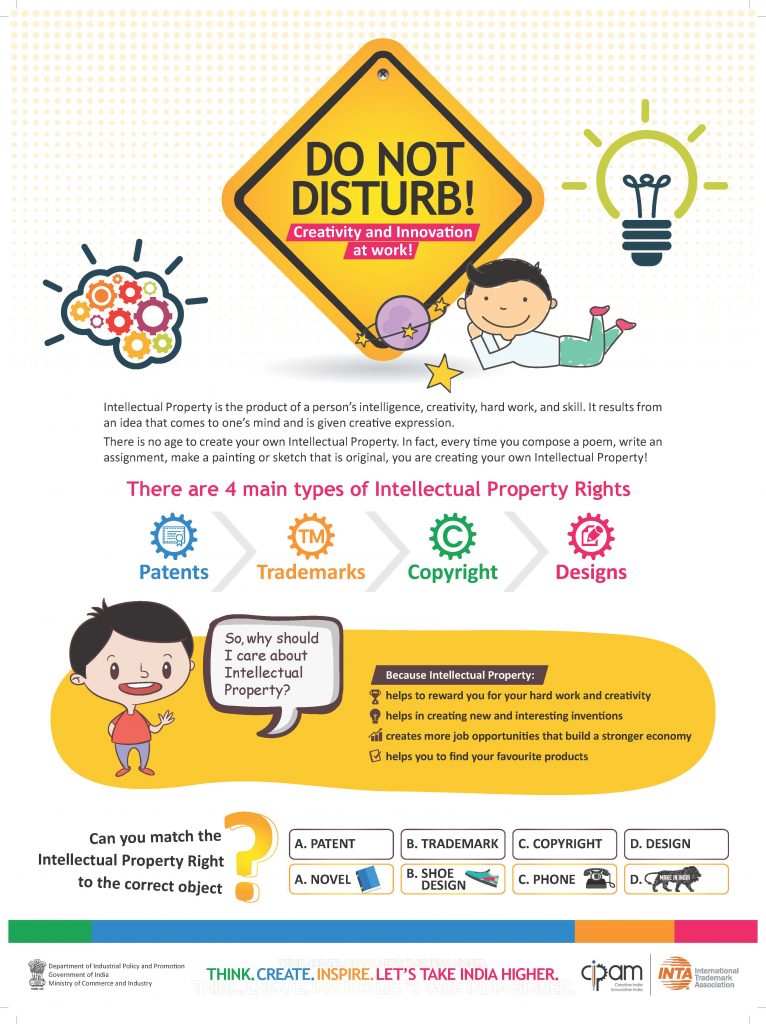 DO NOT
DISTURB!
Creativity and Innovation
at work!
Intellectual Property is the product of a person's intelligence, creativity, hard work, and skill. It results from
an idea that comes to one's mind and is given creative expression.
There is no age to create your own Intellectual Property. In fact, every time you compose a poem, write an
assignment, make a painting or sketch that is original, you are creating your own Intellectual Property!
There are 4 main types of Intellectual Property Rights
TM
C
Patents
Trademarks
Copyright
Designs
So, why should
I care about
Intellectual
Property?
Because Intellectual Property:
helps to reward you for your hard work and creativity
helps in creating new and interesting inventions
creates more job opportunities that build a stronger economy
helps you to find your favourite products
Can you match the
Intellectual Property Right
to the correct object
?
A. PATENT
B. TRADEMARK
C. COPYRIGHT
D. DESIGN
A. NOVEL
B. SHOE
DESIGN
C. PHONE
D.
MAKE IN INDIA
Department of Industrial Policy and Promotion
Government of India
Ministry of Commerce and Industry
THINK. CREATE. INSPIRE. LET'S TAKE INDIA HIGHER.
cipam
Creative India
Innovative India
INTA
International
Trademark
Association